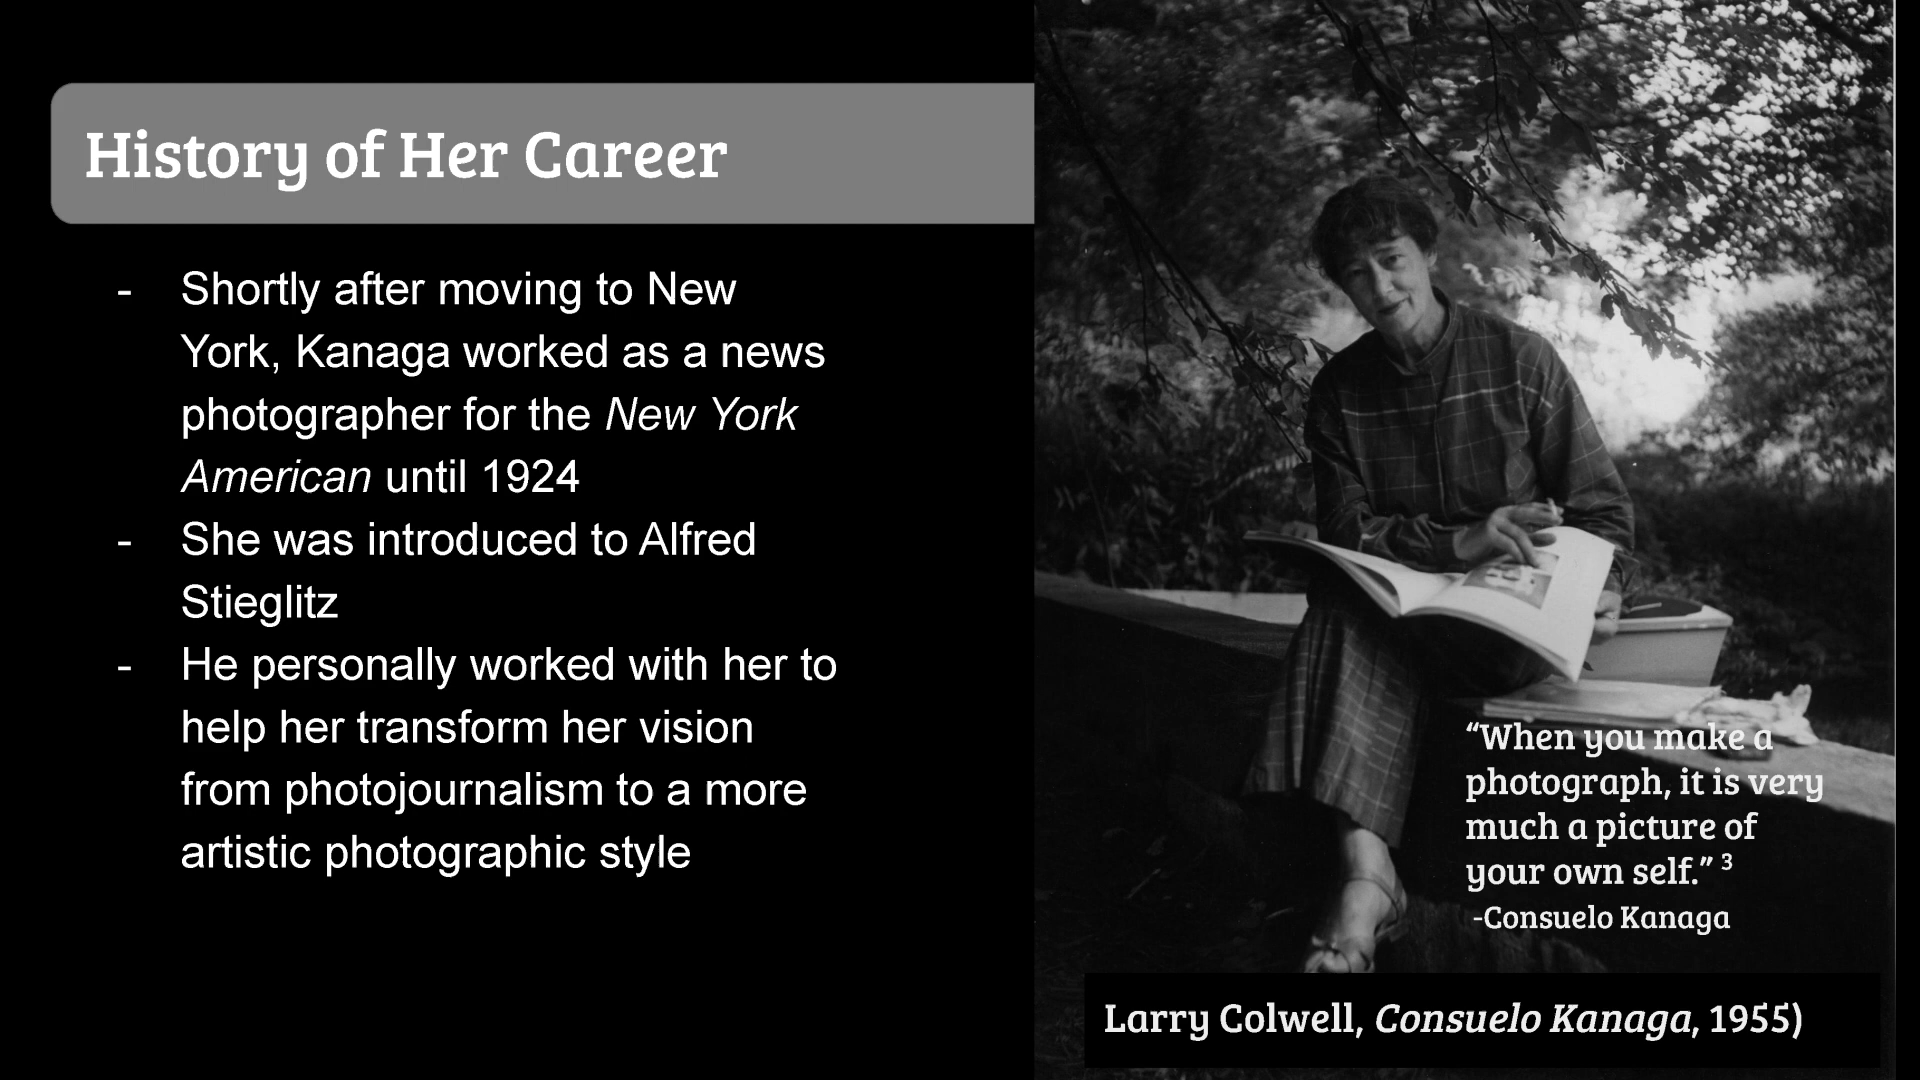 History of Her Career
- Shortly after moving to New
York, Kanaga worked as a news
photographer for the New York
American until 1924
- She was introduced to Alfred
Stieglitz
- He personally worked with her to
help her transform her vision
from photojournalism to a more
artistic photographic style
“When you make a
photograph, it is very
much a picture of
your own self.” ³
-Consuelo Kanaga
Larry Colwell, Consuelo Kanaga, 1955)